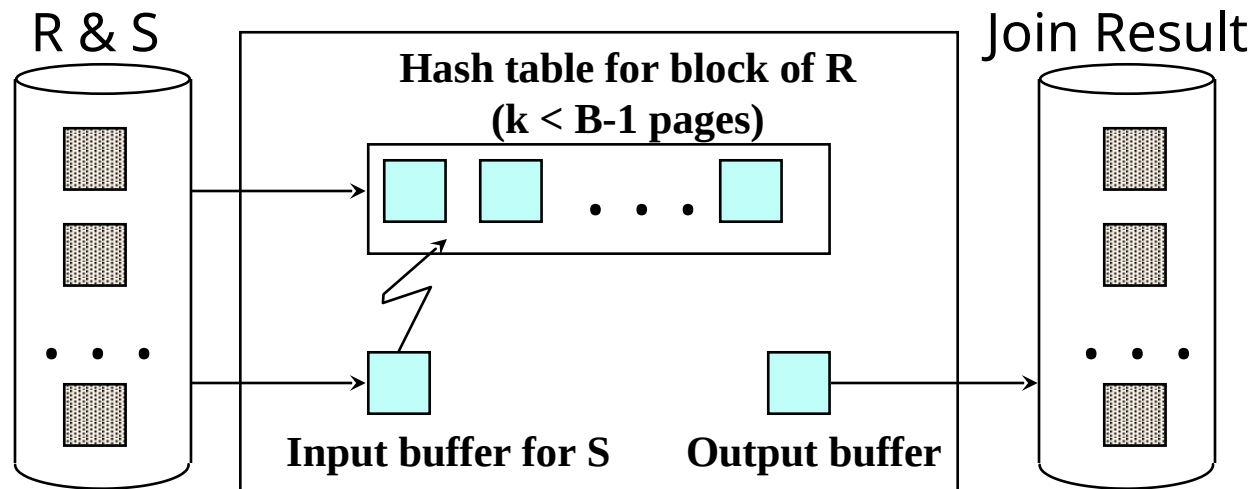 R & S
Join Result
Hash table for block of R
(k < B-1 pages)
. . .
. . .
. . .
Input buffer for S
Output buffer